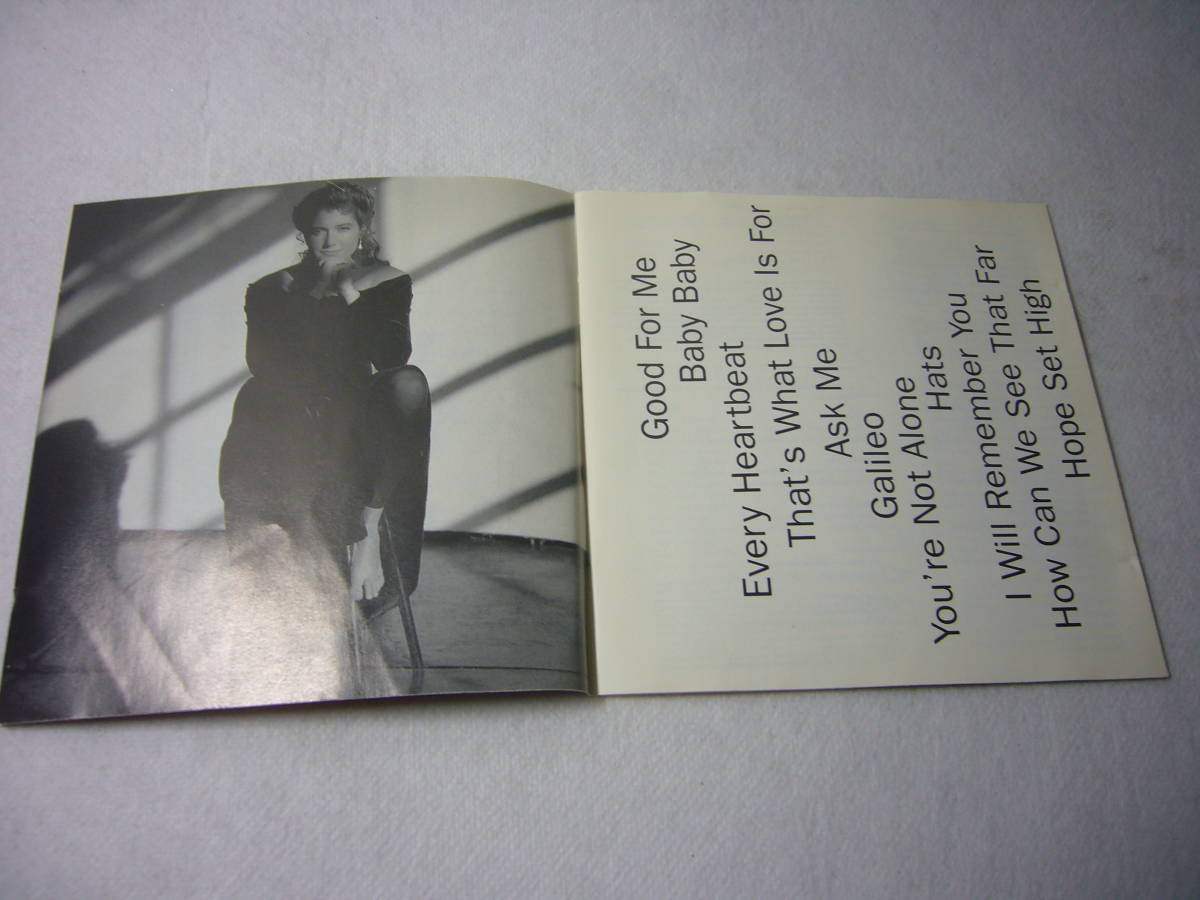 Good For Me
Baby Baby
Every Heartbeat
That's What Love Is For
Ask Me
Galileo
You're Not Alone
Hats
I Will Remember You
How Can We See That Far
Hope Set High